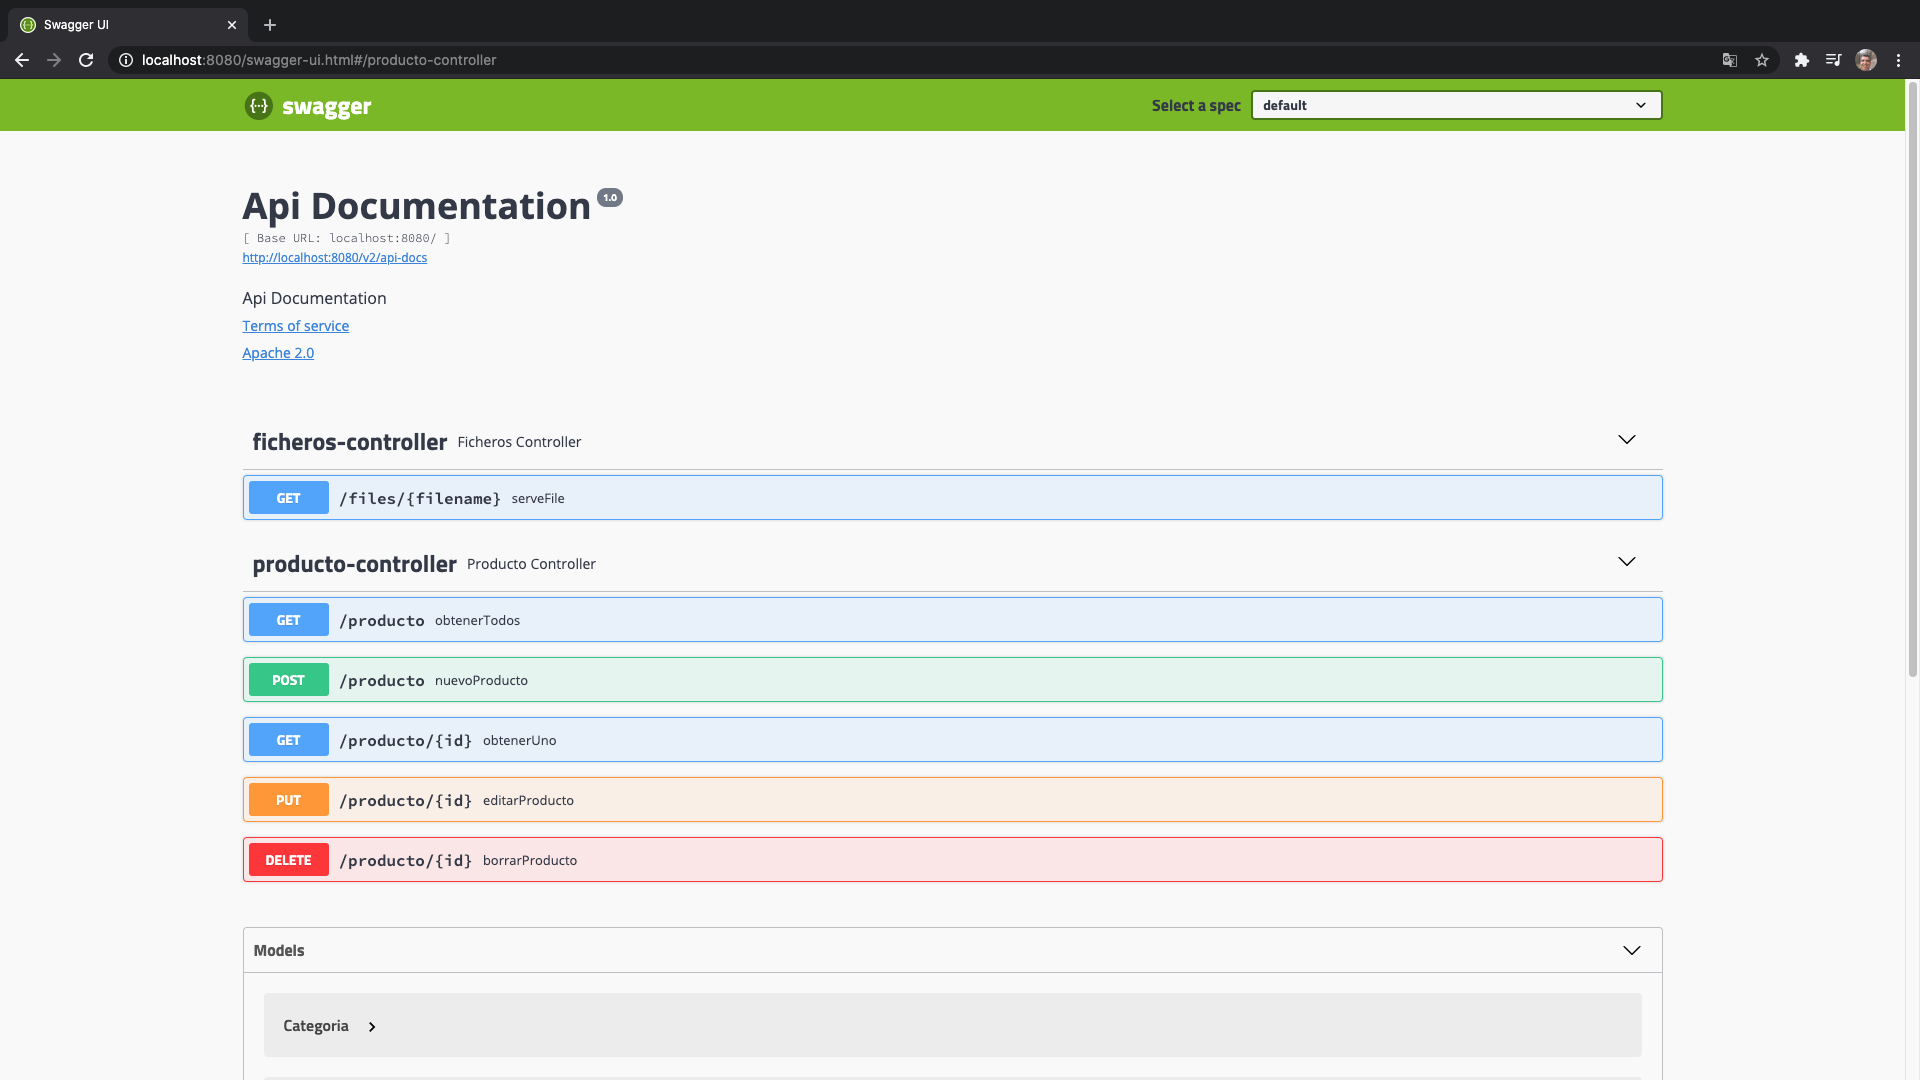 Swagger UI
localhost:8080/swagger-ui.html#/producto-controller
{··} swagger
Select a spec
default
Api Documentation 1.0
[ Base URL: localhost:8080/ ]
http://localhost:8080/v2/api-docs
Api Documentation
Terms of service
Apache 2.0
ficheros-controller Ficheros Controller
GET /files/{filename} serveFile
producto-controller Producto Controller
GET /producto obtenerTodos
POST /producto nuevoProducto
GET /producto/{id} obtenerUno
PUT /producto/{id} editarProducto
DELETE /producto/{id} borrarProducto
Models
Categoria